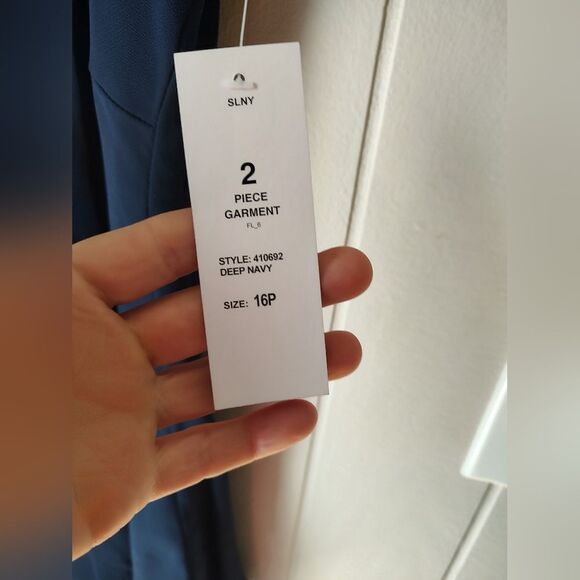 SLNY
2
PIECE
GARMENT
FL_6
STYLE: 410692
DEEP NAVY
SIZE: 16P